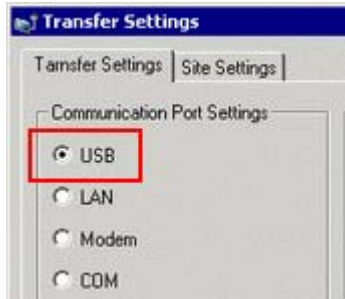 Transfer Settings
Tarnsfer Settings Site Settings
Communication Port Settings
USB
LAN
Modem
COM